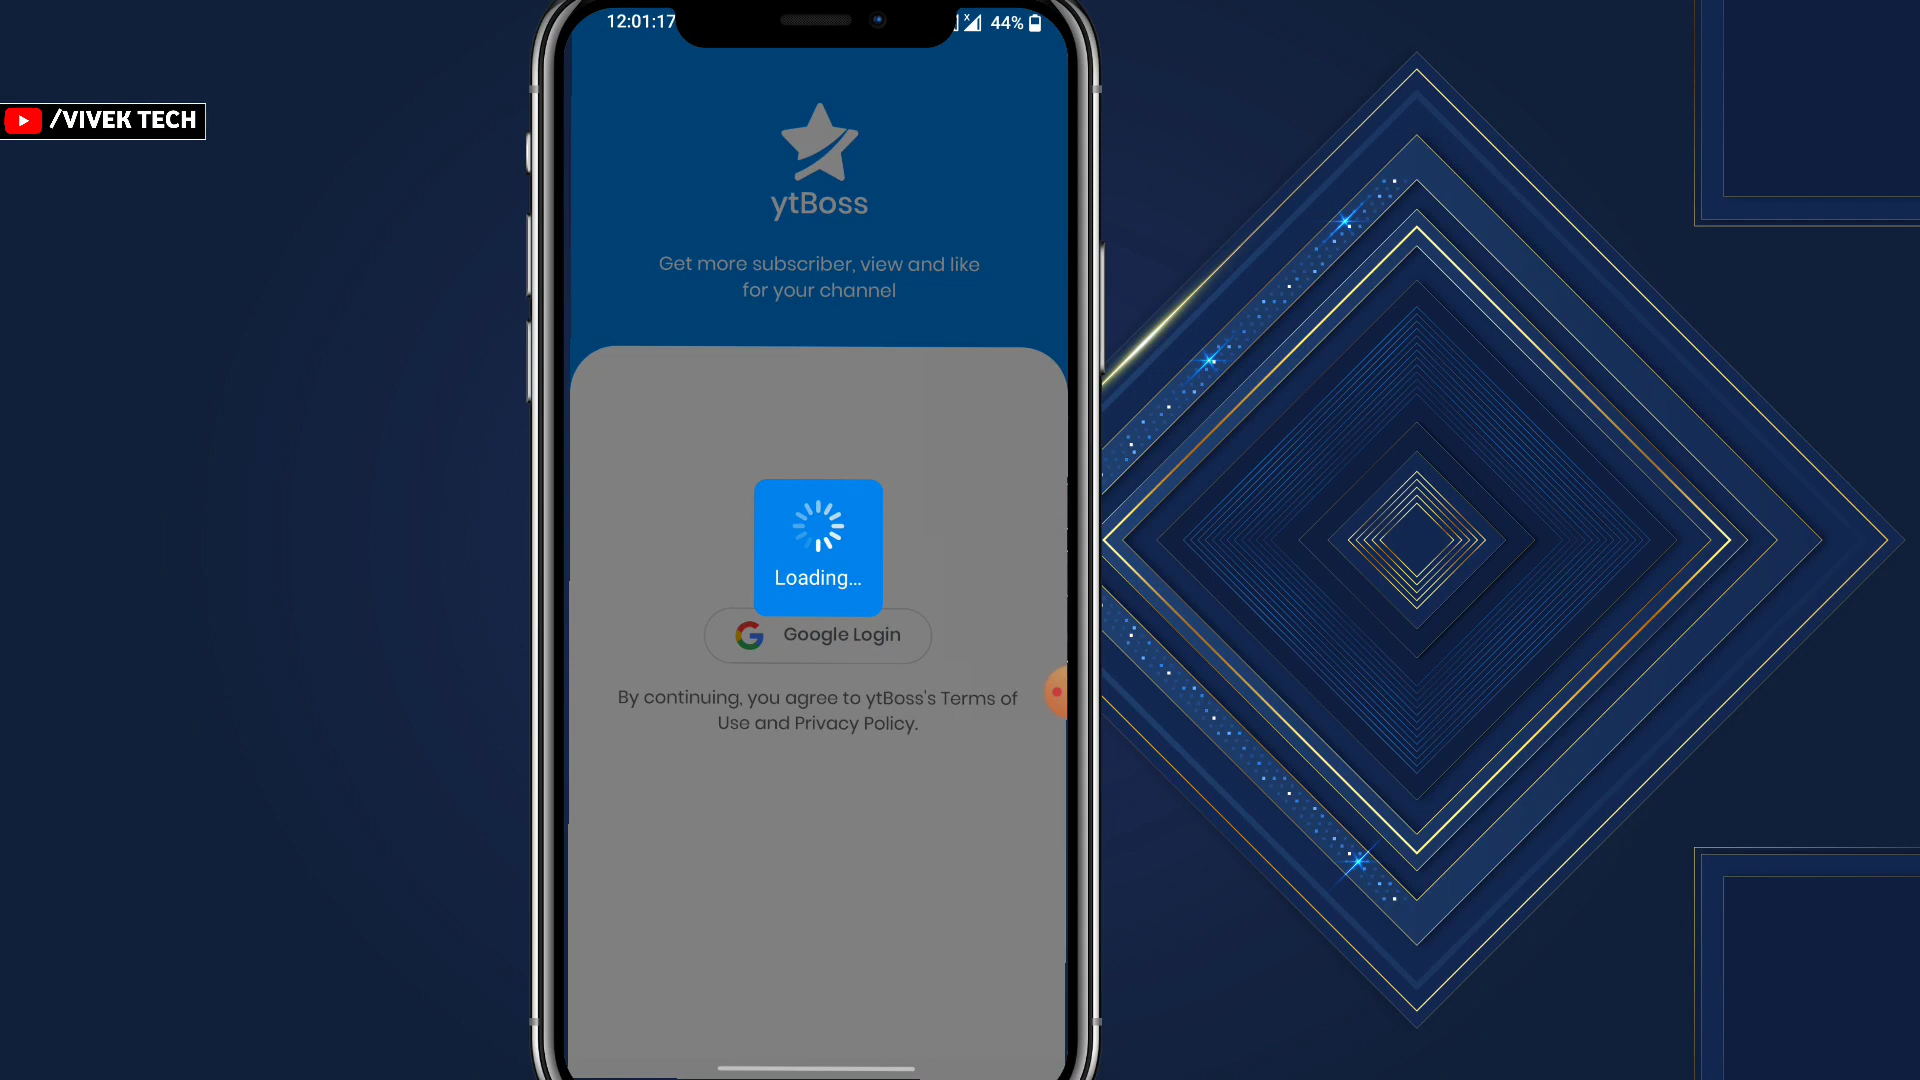 12:01:17
44%
/VIVEK TECH
ytBoss
Get more subscriber, view and like
for your channel
Loading...
Google Login
By continuing, you agree to ytBoss's Terms of
Use and Privacy Policy.